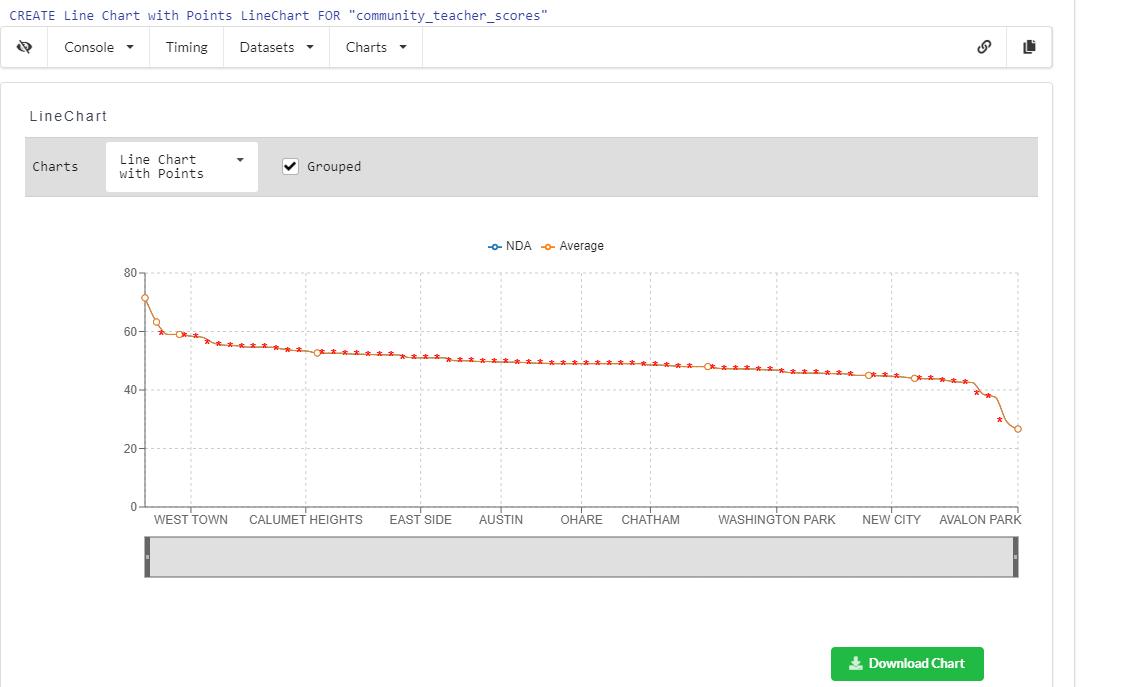 CREATE Line Chart with Points LineChart FOR "community_teacher_scores"
Console Timing Datasets Charts
LineChart
Charts Line Chart with Points Grouped
NDA Average
80
60
40
20
0
WEST TOWN CALUMET HEIGHTS EAST SIDE AUSTIN OHARE CHATHAM WASHINGTON PARK NEW CITY AVALON PARK
Download Chart